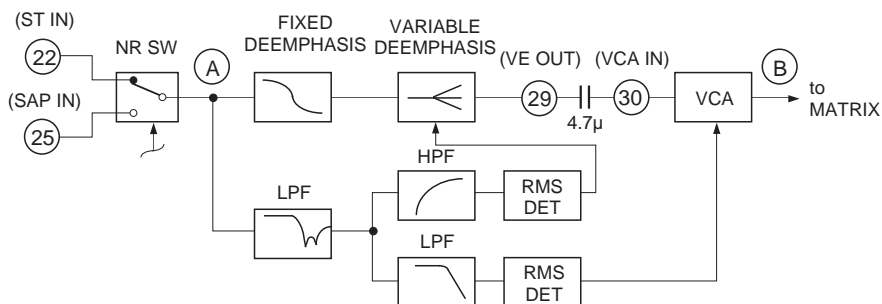 (ST IN)
22
(SAP IN)
25
NR SW
A
FIXED
DEEMPHASIS
VARIABLE
DEEMPHASIS
(VE OUT)
29
4.7μ
(VCA IN)
30
VCA
B
to
MATRIX
LPF
HPF
RMS
DET
LPF
RMS
DET